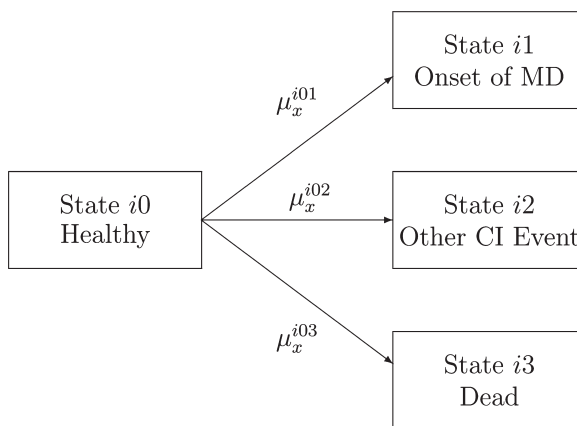 State i1
Onset of MD
μ_x^{i01}
State i0
Healthy
μ_x^{i02}
State i2
Other CI Event
μ_x^{i03}
State i3
Dead